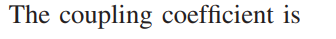 The coupling coefficient is